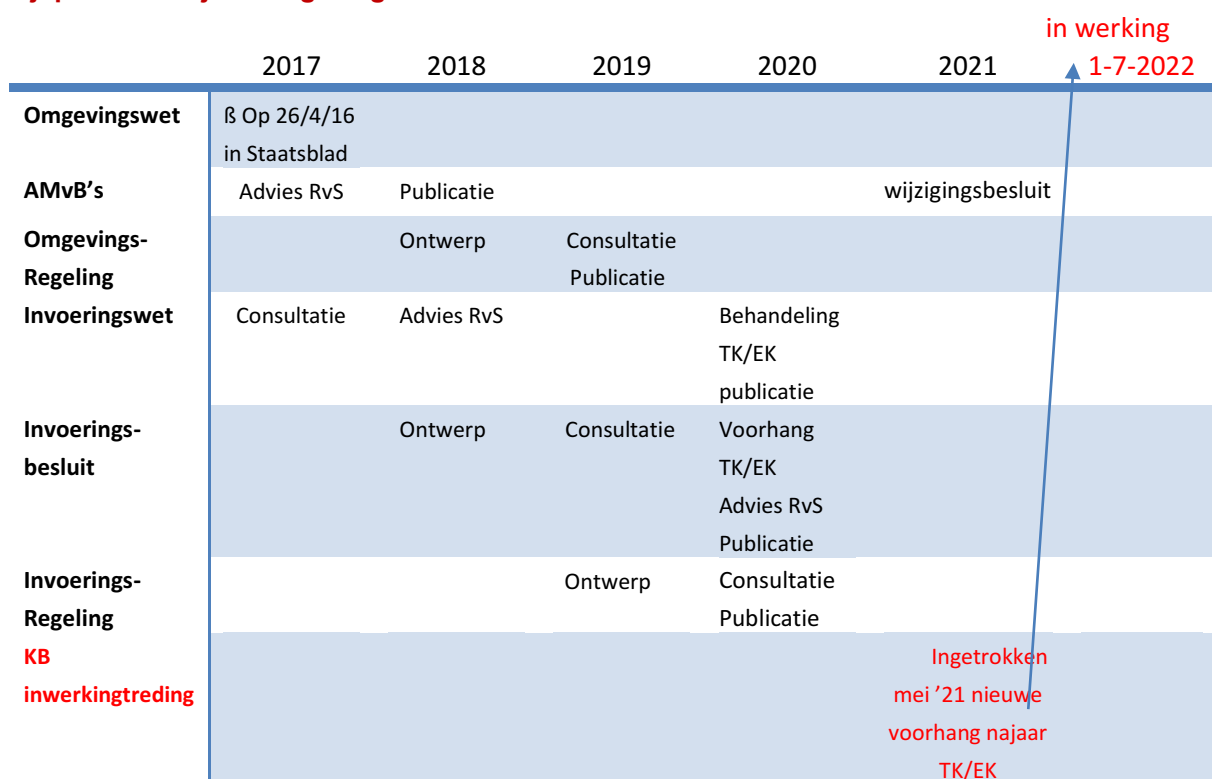 in werking
2017 2018 2019 2020 2021 1-7-2022
Omgevingswet ß Op 26/4/16
in Staatsblad
AMvB's Advies RvS Publicatie wijzigingsbesluit
Omgevings- Ontwerp Consultatie
Regeling Publicatie
Invoeringswet Consultatie Advies RvS Behandeling
TK/EK
publicatie
Invoerings- Ontwerp Consultatie Voorhang
besluit TK/EK
Advies RvS
Publicatie
Invoerings- Ontwerp Consultatie
Regeling Publicatie
KB Ingetrokken
inwerkingtreding mei '21 nieuwe
voorhang najaar
TK/EK